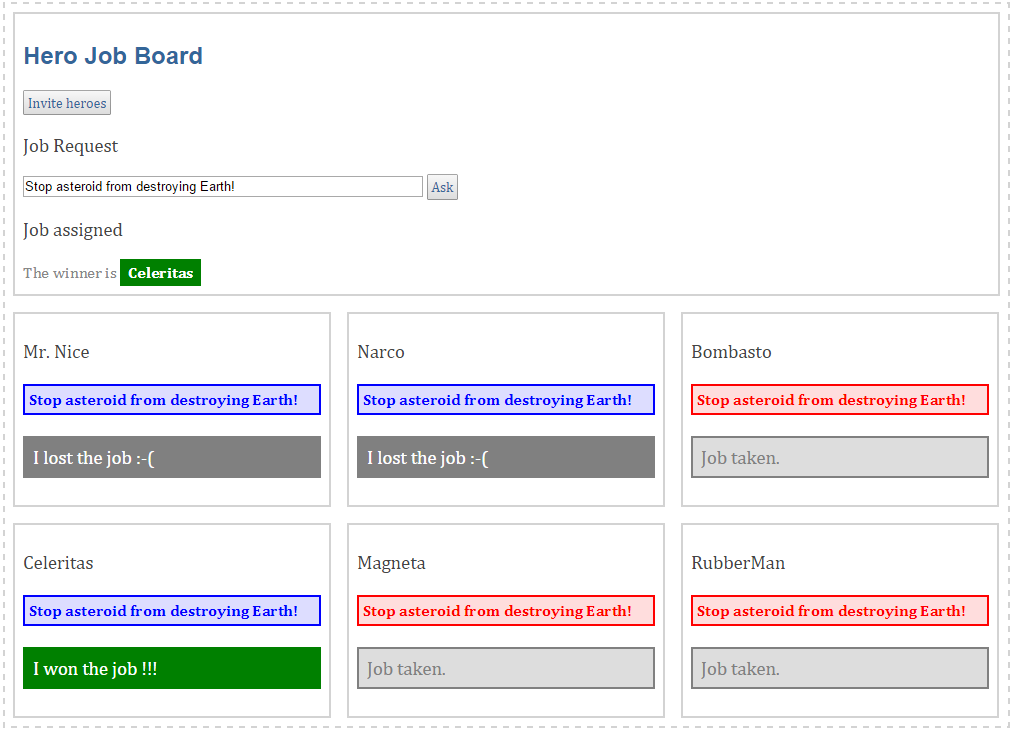 Hero Job Board
Invite heroes
Job Request
Stop asteroid from destroying Earth! Ask
Job assigned
The winner is Celeritas
Mr. Nice
Stop asteroid from destroying Earth!
I lost the job :-(
Narco
Stop asteroid from destroying Earth!
I lost the job :-(
Bombasto
Stop asteroid from destroying Earth!
Job taken.
Celeritas
Stop asteroid from destroying Earth!
I won the job !!!
Magneta
Stop asteroid from destroying Earth!
Job taken.
RubberMan
Stop asteroid from destroying Earth!
Job taken.